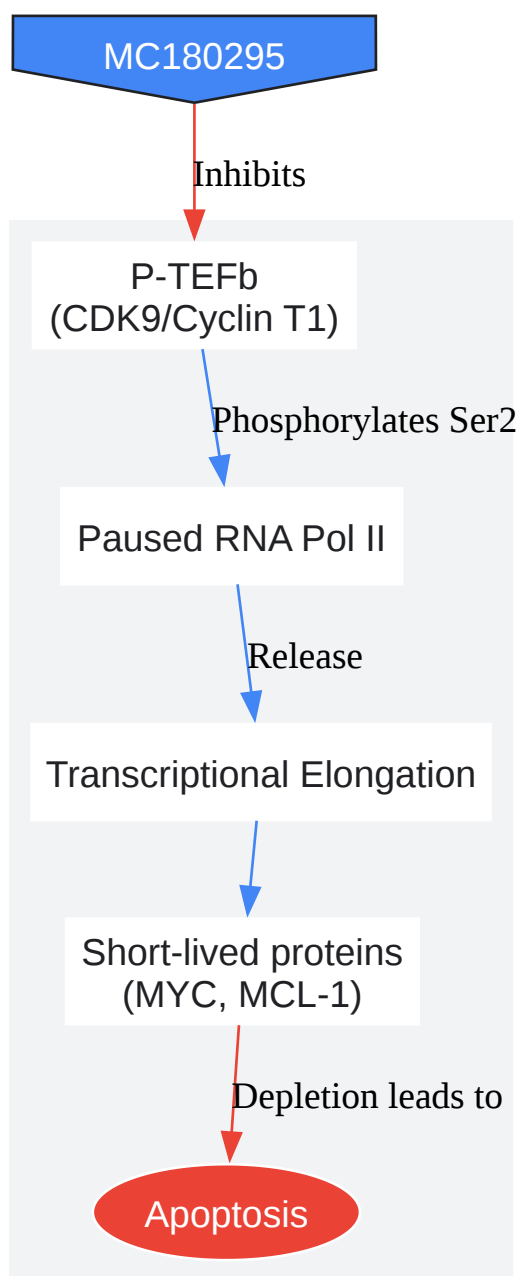 MC180295
Inhibits
P-TEFb
(CDK9/Cyclin T1)
Phosphorylates Ser2
Paused RNA Pol II
Release
Transcriptional Elongation
Short-lived proteins
(MYC, MCL-1)
Depletion leads to
Apoptosis